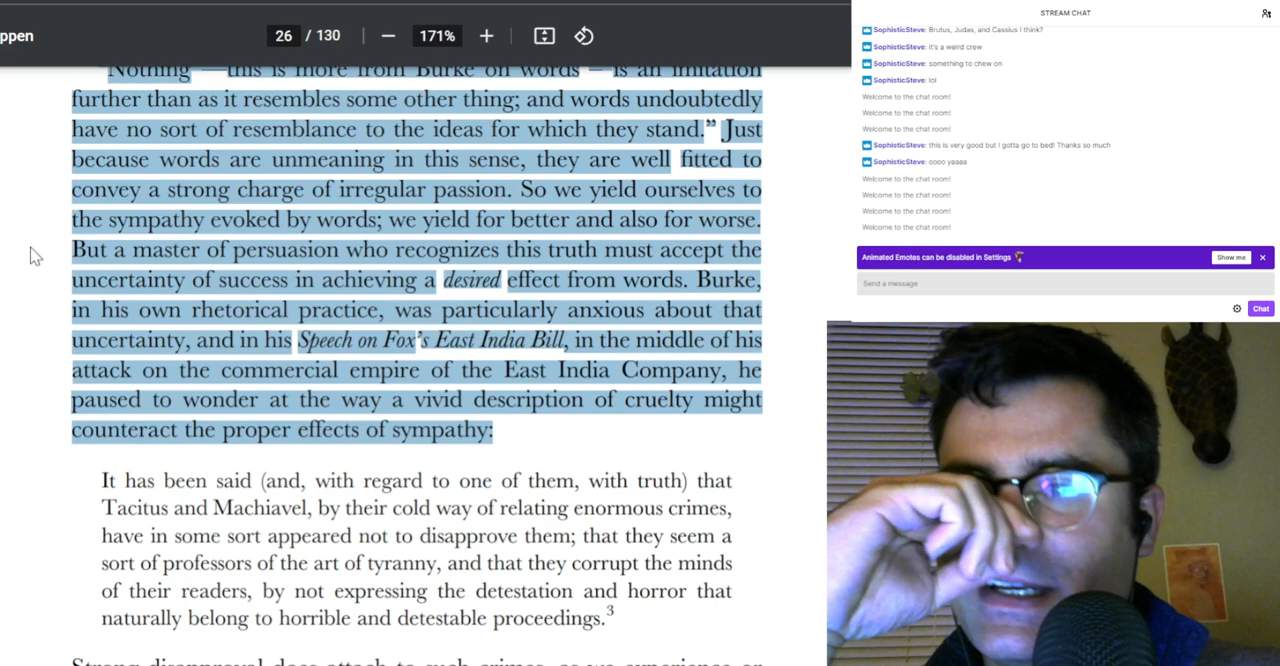 ppen
26 / 130
171%
Nothing —this is more from Burke on words —is an imitation
further than as it resembles some other thing; and words undoubtedly
have no sort of resemblance to the ideas for which they stand.” Just
because words are unmeaning in this sense, they are well fitted to
convey a strong charge of irregular passion. So we yield ourselves to
the sympathy evoked by words; we yield for better and also for worse.
But a master of persuasion who recognizes this truth must accept the
uncertainty of success in achieving a desired effect from words. Burke,
in his own rhetorical practice, was particularly anxious about that
uncertainty, and in his Speech on Fox’s East India Bill, in the middle of his
attack on the commercial empire of the East India Company, he
paused to wonder at the way a vivid description of cruelty might
counteract the proper effects of sympathy:
It has been said (and, with regard to one of them, with truth) that
Tacitus and Machiavel, by their cold way of relating enormous crimes,
have in some sort appeared not to disapprove them; that they seem a
sort of professors of the art of tyranny, and that they corrupt the minds
of their readers, by not expressing the detestation and horror that
naturally belong to horrible and detestable proceedings.3
Strong disapproval does attach to such crimes, as we experience or
STREAM CHAT
SophisticSteve: Brutus, Judas, and Cassius I think?
SophisticSteve: it's a weird crew
SophisticSteve: something to chew on
SophisticSteve: lol
Welcome to the chat room!
Welcome to the chat room!
Welcome to the chat room!
SophisticSteve: this is very good but I gotta go to bed! Thanks so much
SophisticSteve: oooo yaaaa
Welcome to the chat room!
Welcome to the chat room!
Welcome to the chat room!
Welcome to the chat room!
Animated Emotes can be disabled in Settings
Show me
Send a message
Chat